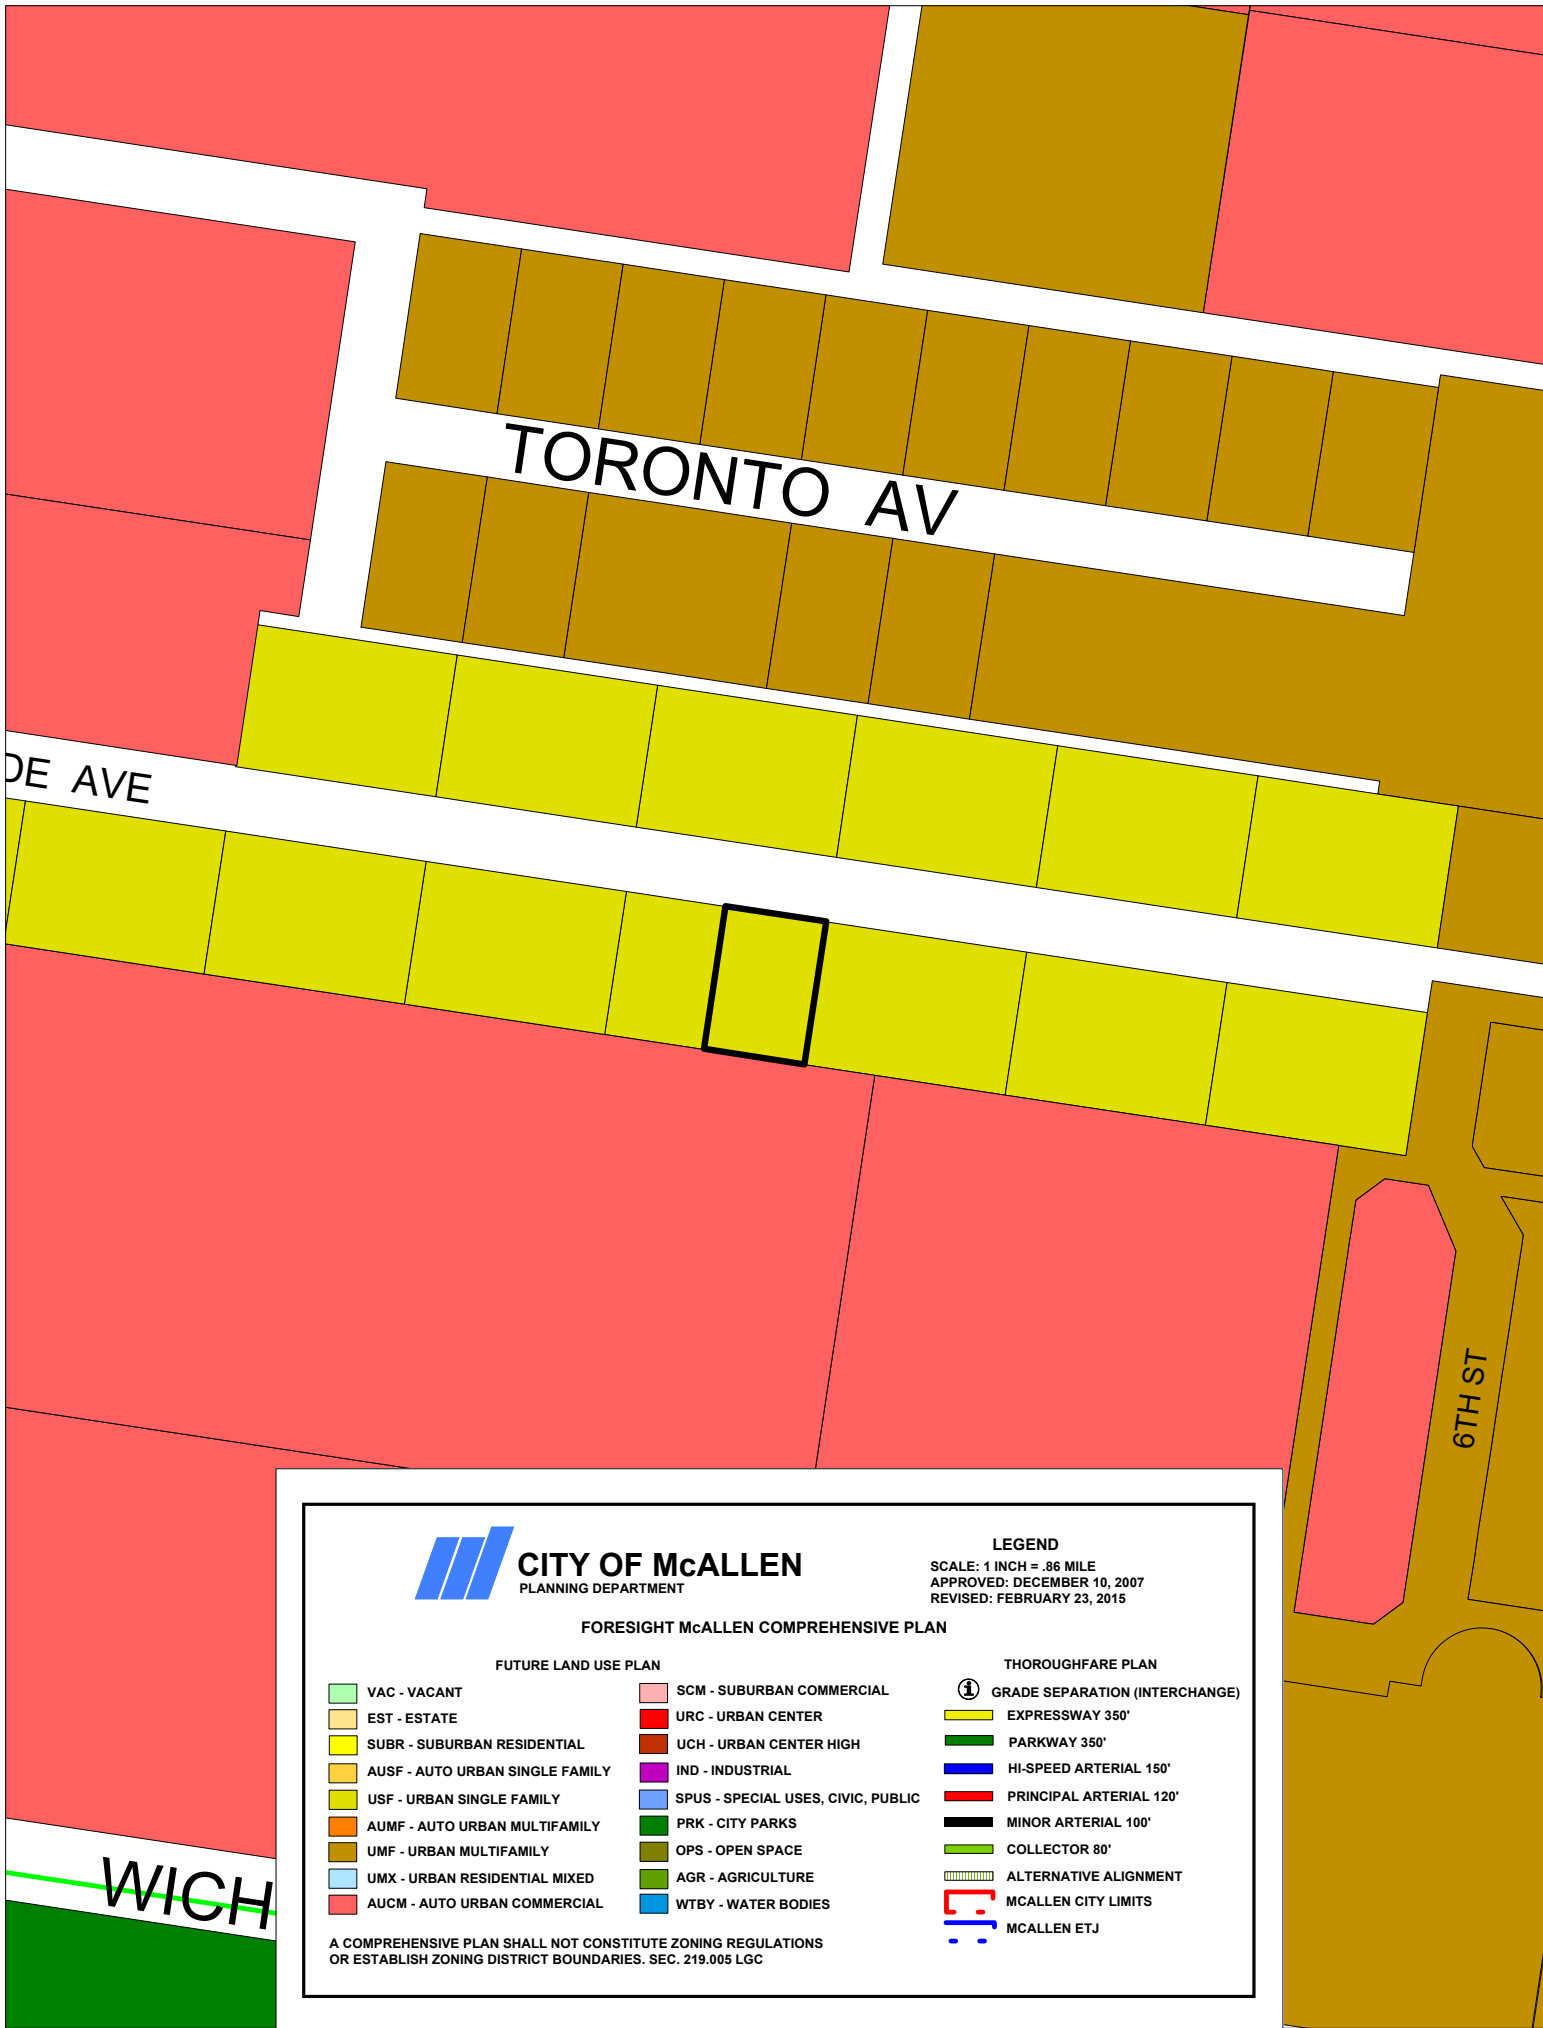 TORONTO AV
DE AVE
6TH ST
WICH
CITY OF McALLEN
PLANNING DEPARTMENT
LEGEND
SCALE: 1 INCH = .86 MILE
APPROVED: DECEMBER 10, 2007
REVISED: FEBRUARY 23, 2015
FORESIGHT McALLEN COMPREHENSIVE PLAN
FUTURE LAND USE PLAN
VAC - VACANT
EST - ESTATE
SUBR - SUBURBAN RESIDENTIAL
AUSF - AUTO URBAN SINGLE FAMILY
USF - URBAN SINGLE FAMILY
AUMF - AUTO URBAN MULTIFAMILY
UMF - URBAN MULTIFAMILY
UMX - URBAN RESIDENTIAL MIXED
AUCM - AUTO URBAN COMMERCIAL
SCM - SUBURBAN COMMERCIAL
URC - URBAN CENTER
UCH - URBAN CENTER HIGH
IND - INDUSTRIAL
SPUS - SPECIAL USES, CIVIC, PUBLIC
PRK - CITY PARKS
OPS - OPEN SPACE
AGR - AGRICULTURE
WTBY - WATER BODIES
THOROUGHFARE PLAN
GRADE SEPARATION (INTERCHANGE)
EXPRESSWAY 350'
PARKWAY 350'
HI-SPEED ARTERIAL 150'
PRINCIPAL ARTERIAL 120'
MINOR ARTERIAL 100'
COLLECTOR 80'
ALTERNATIVE ALIGNMENT
MCALLEN CITY LIMITS
MCALLEN ETJ
A COMPREHENSIVE PLAN SHALL NOT CONSTITUTE ZONING REGULATIONS
OR ESTABLISH ZONING DISTRICT BOUNDARIES. SEC. 219.005 LGC